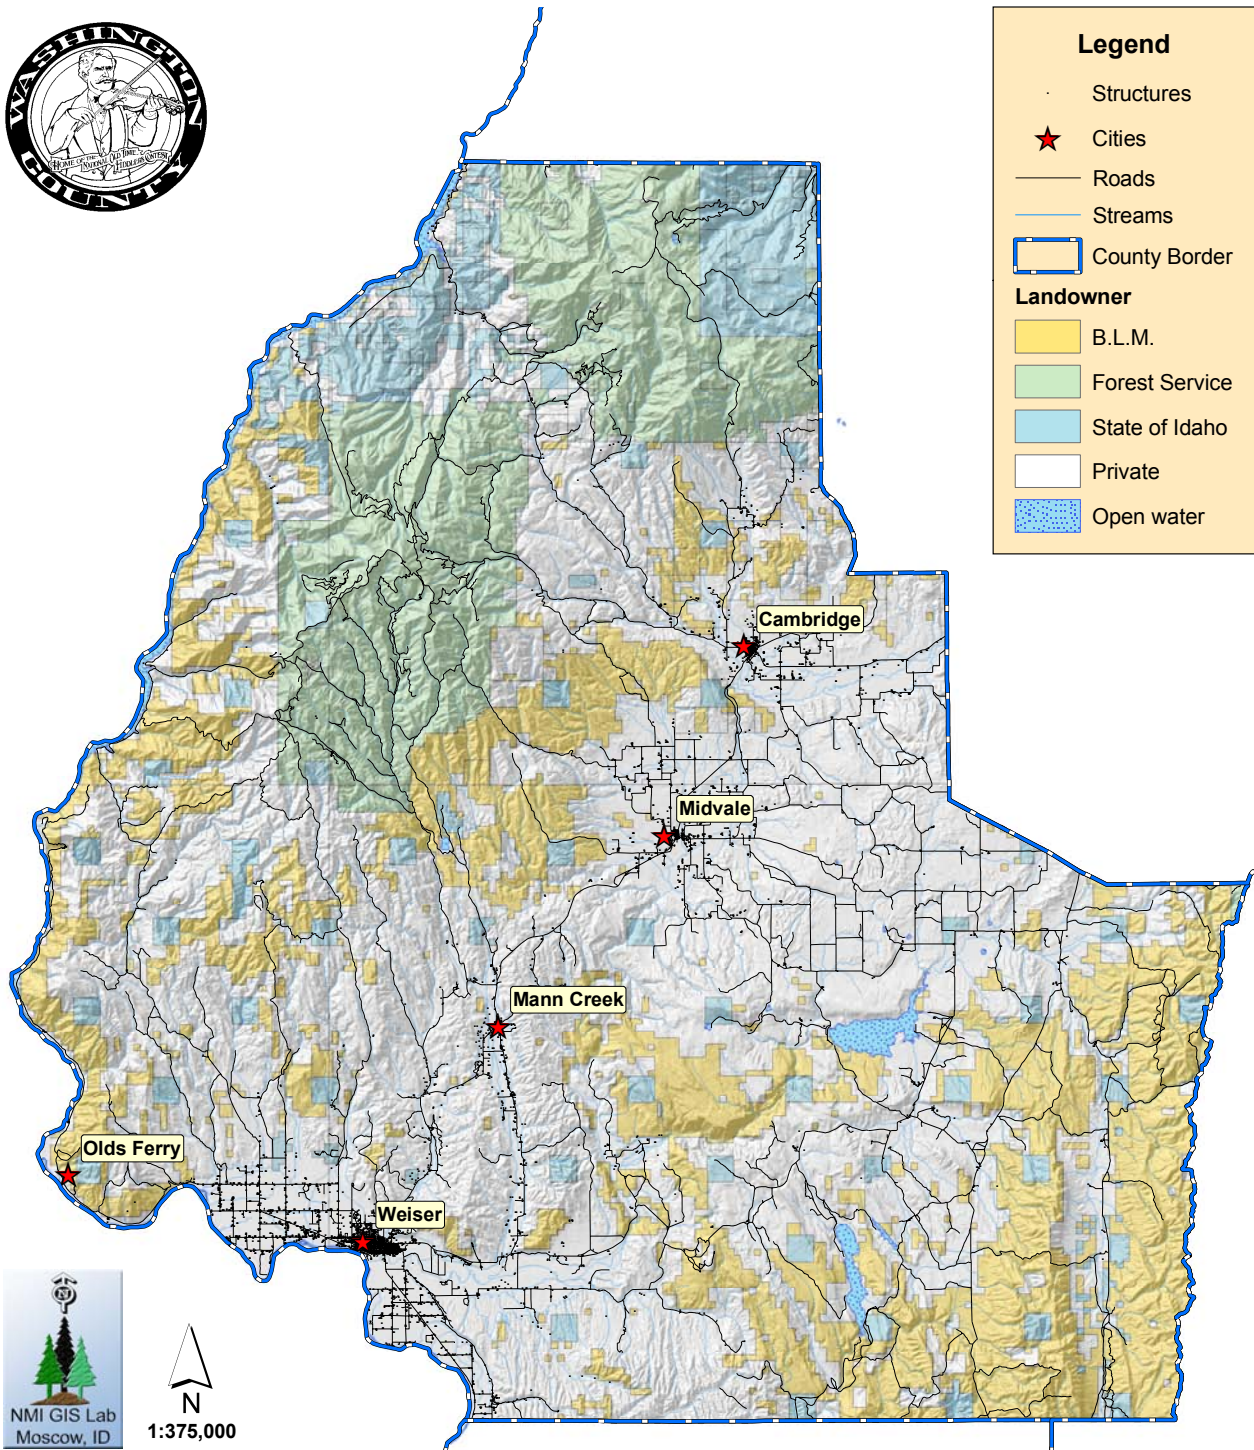 WASHINGTON
HOME OF THE NATIONAL OLD TIME FIDDLERS CONTEST
COUNTY
Legend
Structures
Cities
Roads
Streams
County Border
Landowner
B.L.M.
Forest Service
State of Idaho
Private
Open water
Cambridge
Midvale
Mann Creek
Olds Ferry
Weiser
N
NMI GIS Lab
Moscow, ID
N
1:375,000